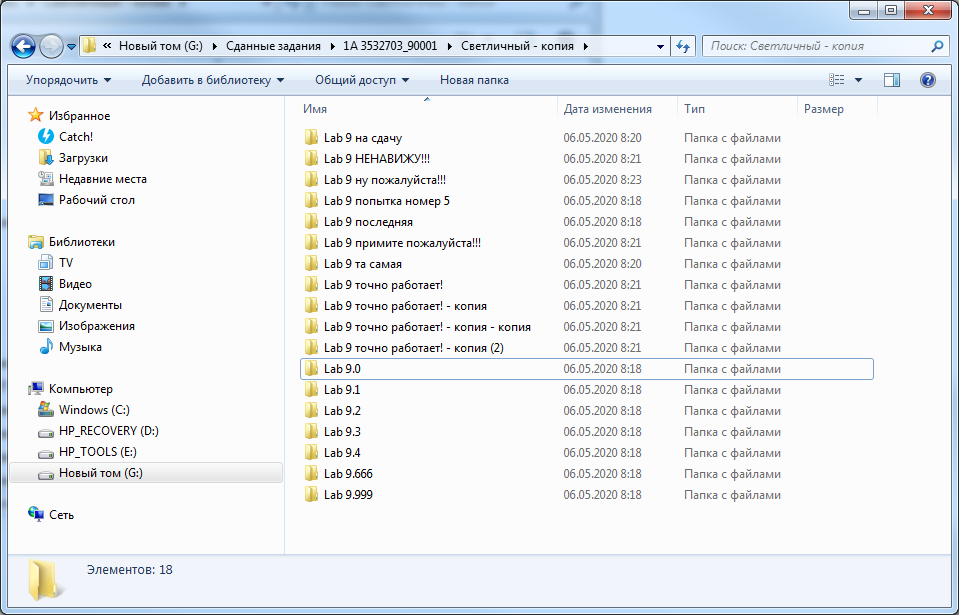 « Новый том (G:) ▸ Сданные задания ▸ 1А 3532703_90001 ▸ Светличный - копия ▸ Поиск: Светличный - копия
Упорядочить ▾ Добавить в библиотеку ▾ Общий доступ ▾ Новая папка
Избранное
Catch!
Загрузки
Недавние места
Рабочий стол
Библиотеки
TV
Видео
Документы
Изображения
Музыка
Компьютер
Windows (C:)
HP_RECOVERY (D:)
HP_TOOLS (E:)
Новый том (G:)
Сеть
Имя Дата изменения Тип Размер
Lab 9 на сдачу 06.05.2020 8:20 Папка с файлами
Lab 9 НЕНАВИЖУ!!! 06.05.2020 8:21 Папка с файлами
Lab 9 ну пожалуйста!!! 06.05.2020 8:23 Папка с файлами
Lab 9 попытка номер 5 06.05.2020 8:18 Папка с файлами
Lab 9 последняя 06.05.2020 8:18 Папка с файлами
Lab 9 примите пожалуйста!!! 06.05.2020 8:21 Папка с файлами
Lab 9 та самая 06.05.2020 8:20 Папка с файлами
Lab 9 точно работает! 06.05.2020 8:21 Папка с файлами
Lab 9 точно работает! - копия 06.05.2020 8:21 Папка с файлами
Lab 9 точно работает! - копия - копия 06.05.2020 8:21 Папка с файлами
Lab 9 точно работает! - копия (2) 06.05.2020 8:21 Папка с файлами
Lab 9.0 06.05.2020 8:18 Папка с файлами
Lab 9.1 06.05.2020 8:18 Папка с файлами
Lab 9.2 06.05.2020 8:18 Папка с файлами
Lab 9.3 06.05.2020 8:18 Папка с файлами
Lab 9.4 06.05.2020 8:18 Папка с файлами
Lab 9.666 06.05.2020 8:18 Папка с файлами
Lab 9.999 06.05.2020 8:18 Папка с файлами
Элементов: 18